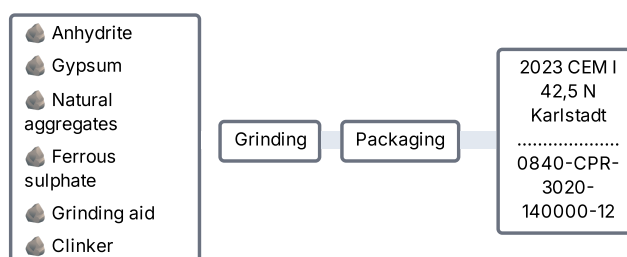 Anhydrite
Gypsum
Natural
aggregates
Ferrous
sulphate
Grinding aid
Clinker
Grinding
Packaging
2023 CEM I
42,5 N
Karlstadt
.....................
0840-CPR-
3020-
140000-12